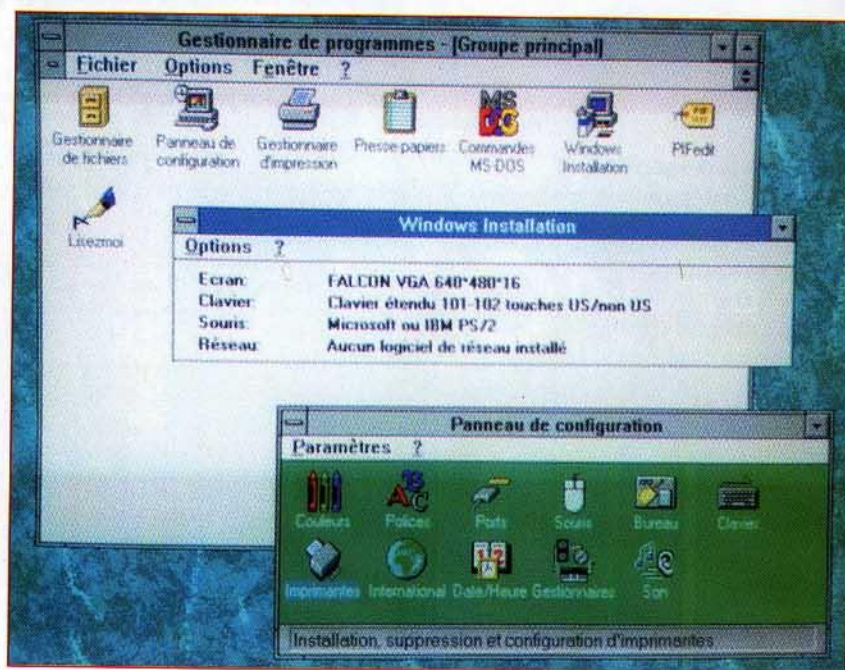 Gestionnaire de programmes - [Groupe principal]
Fichier Options Fenêtre ?
Gestionnaire de fichiers
Panneau de configuration
Gestionnaire d'impression
Presse papiers
Commandes MS-DOS
Windows Installation
PIFedit
Lisezmoi
Windows Installation
Options ?
Ecran: FALCON VGA 640*480*16
Clavier: Clavier étendu 101-102 touches US/non US
Souris: Microsoft ou IBM PS/2
Réseau: Aucun logiciel de réseau installé
Panneau de configuration
Paramètres ?
Couleurs Polices Ports Souris Bureau Clavier
Imprimantes International Date/Heure Gestionnaires Son
Installation, suppression et configuration d'imprimantes